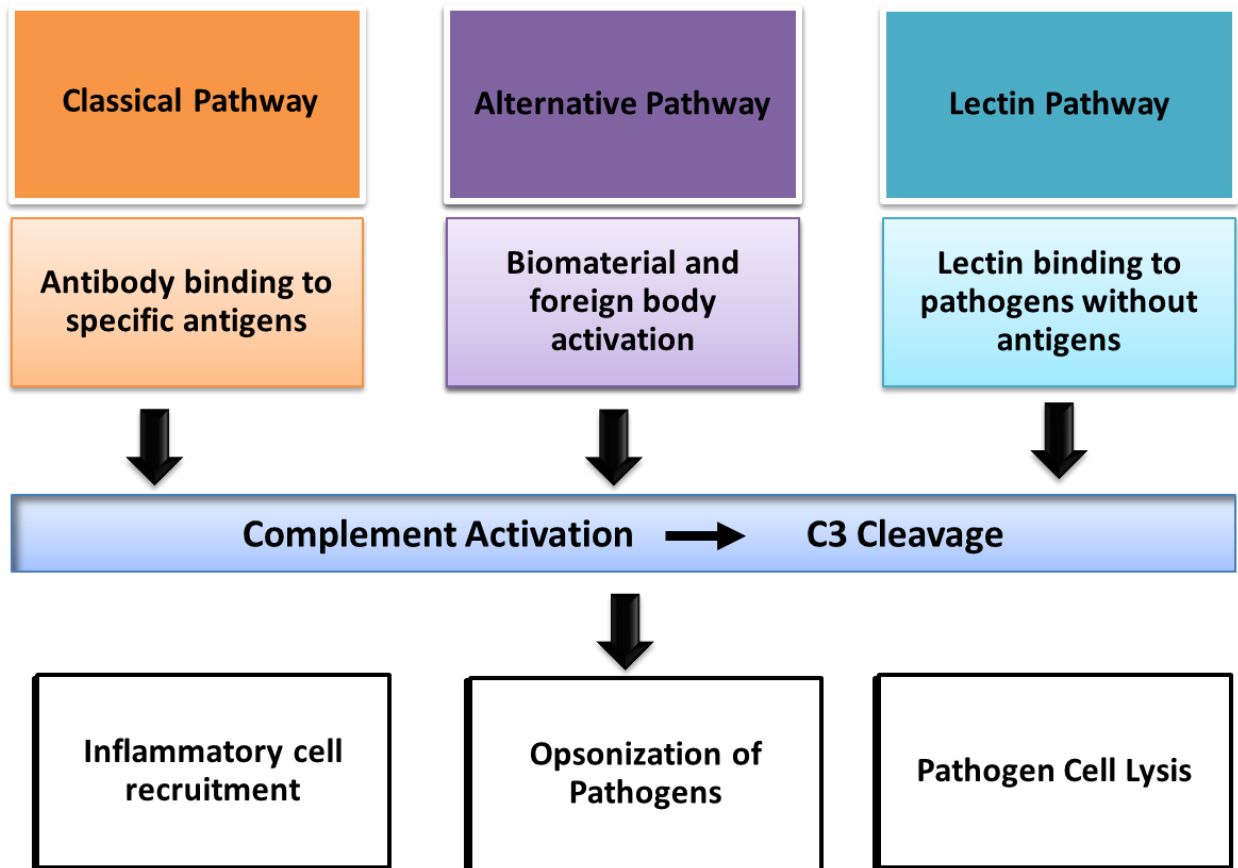 Classical Pathway
Alternative Pathway
Lectin Pathway
Antibody binding to
specific antigens
Biomaterial and
foreign body
activation
Lectin binding to
pathogens without
antigens
Complement Activation
C3 Cleavage
Inflammatory cell
recruitment
Opsonization of
Pathogens
Pathogen Cell Lysis